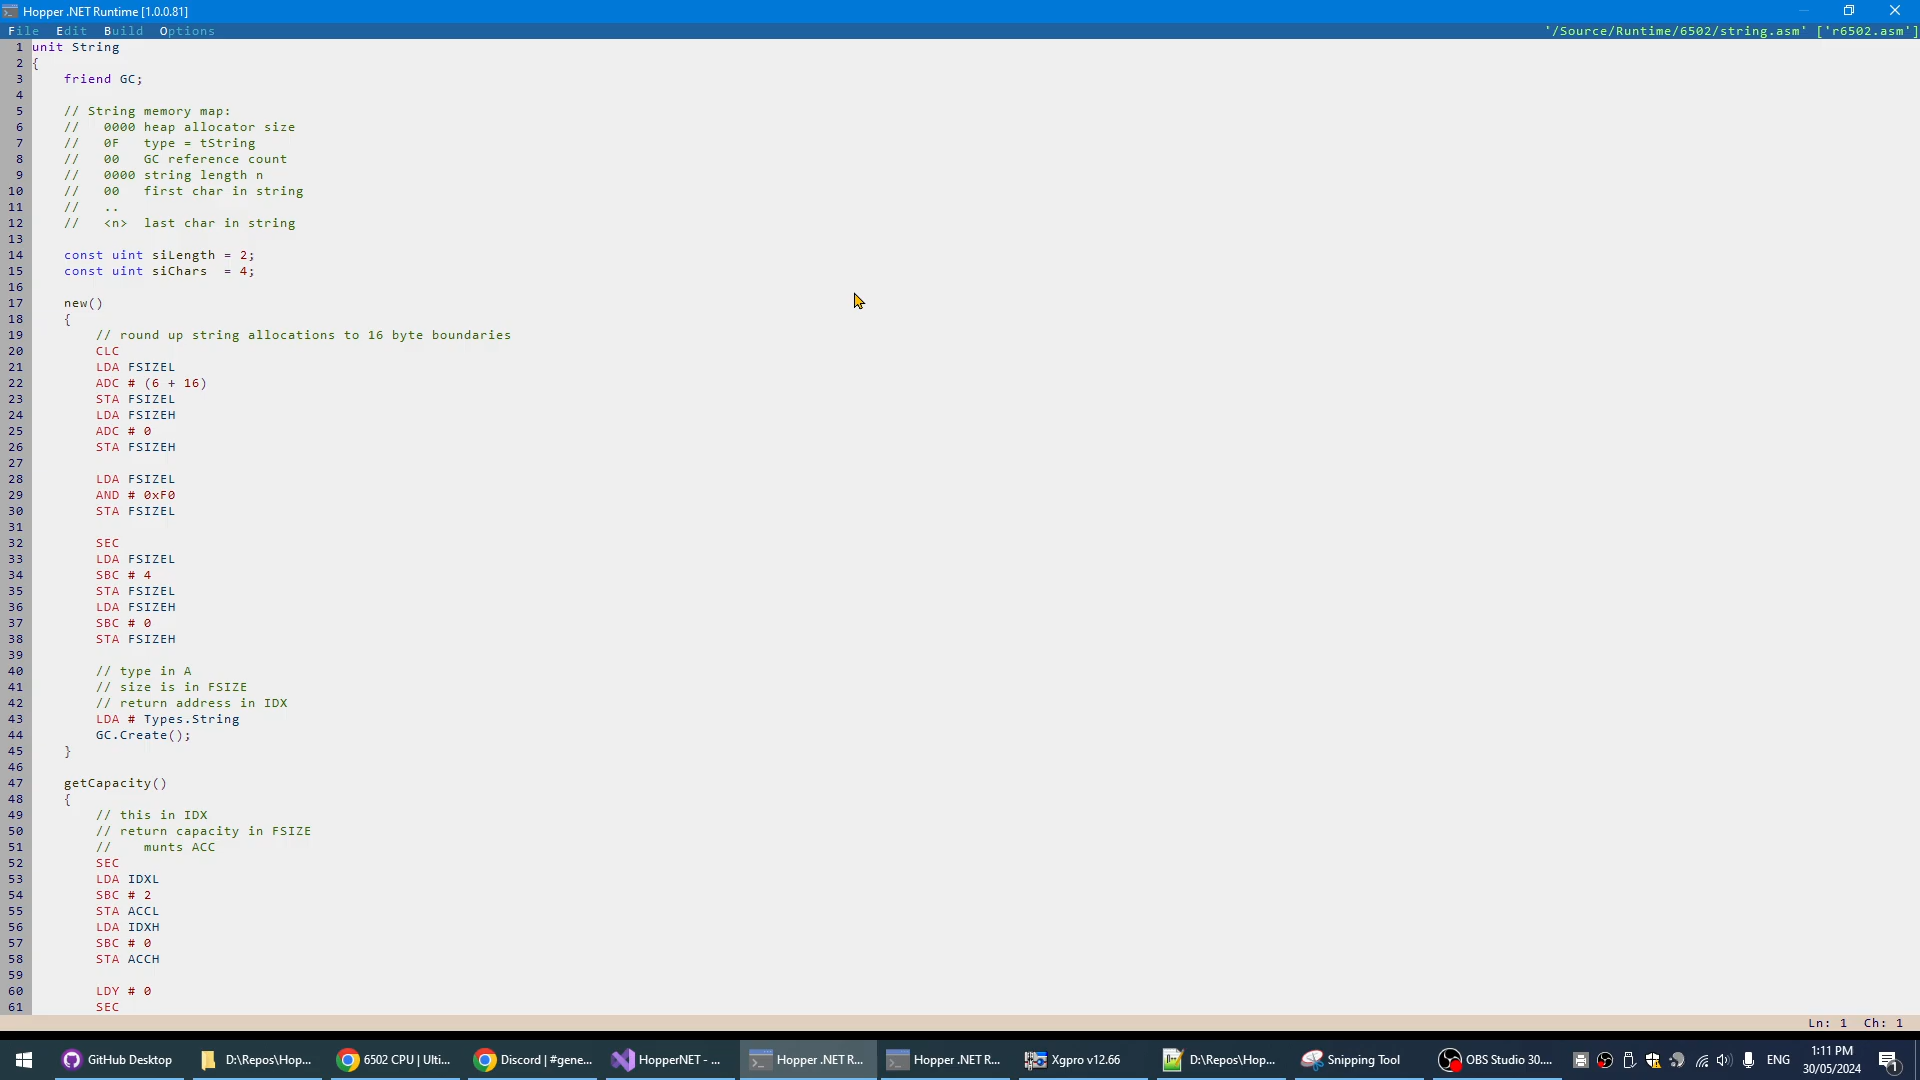 Hopper .NET Runtime [1.0.0.81]
File Edit Build Options '/Source/Runtime/6502/string.asm' ['r6502.asm']
1 unit String
2 {
3 friend GC;
4
5 // String memory map:
6 // 0000 heap allocator size
7 // 0F type = tString
8 // 00 GC reference count
9 // 0000 string length n
10 // 00 first char in string
11 // ..
12 // <n> last char in string
13
14 const uint siLength = 2;
15 const uint siChars = 4;
16
17 new()
18 {
19 // round up string allocations to 16 byte boundaries
20 CLC
21 LDA FSIZEL
22 ADC # (6 + 16)
23 STA FSIZEL
24 LDA FSIZEH
25 ADC # 0
26 STA FSIZEH
27
28 LDA FSIZEL
29 AND # 0xF0
30 STA FSIZEL
31
32 SEC
33 LDA FSIZEL
34 SBC # 4
35 STA FSIZEL
36 LDA FSIZEH
37 SBC # 0
38 STA FSIZEH
39
40 // type in A
41 // size is in FSIZE
42 // return address in IDX
43 LDA # Types.String
44 GC.Create();
45 }
46
47 getCapacity()
48 {
49 // this in IDX
50 // return capacity in FSIZE
51 // munts ACC
52 SEC
53 LDA IDXL
54 SBC # 2
55 STA ACCL
56 LDA IDXH
57 SBC # 0
58 STA ACCH
59
60 LDY # 0
61 SEC
Ln: 1 Ch: 1
GitHub Desktop D:\Repos\Hop... 6502 CPU | Ulti... Discord | #gene... HopperNET - ... Hopper .NET R... Hopper .NET R... Xgpro v12.66 D:\Repos\Hop... Snipping Tool OBS Studio 30.... ENG 1:11 PM
30/05/2024 1